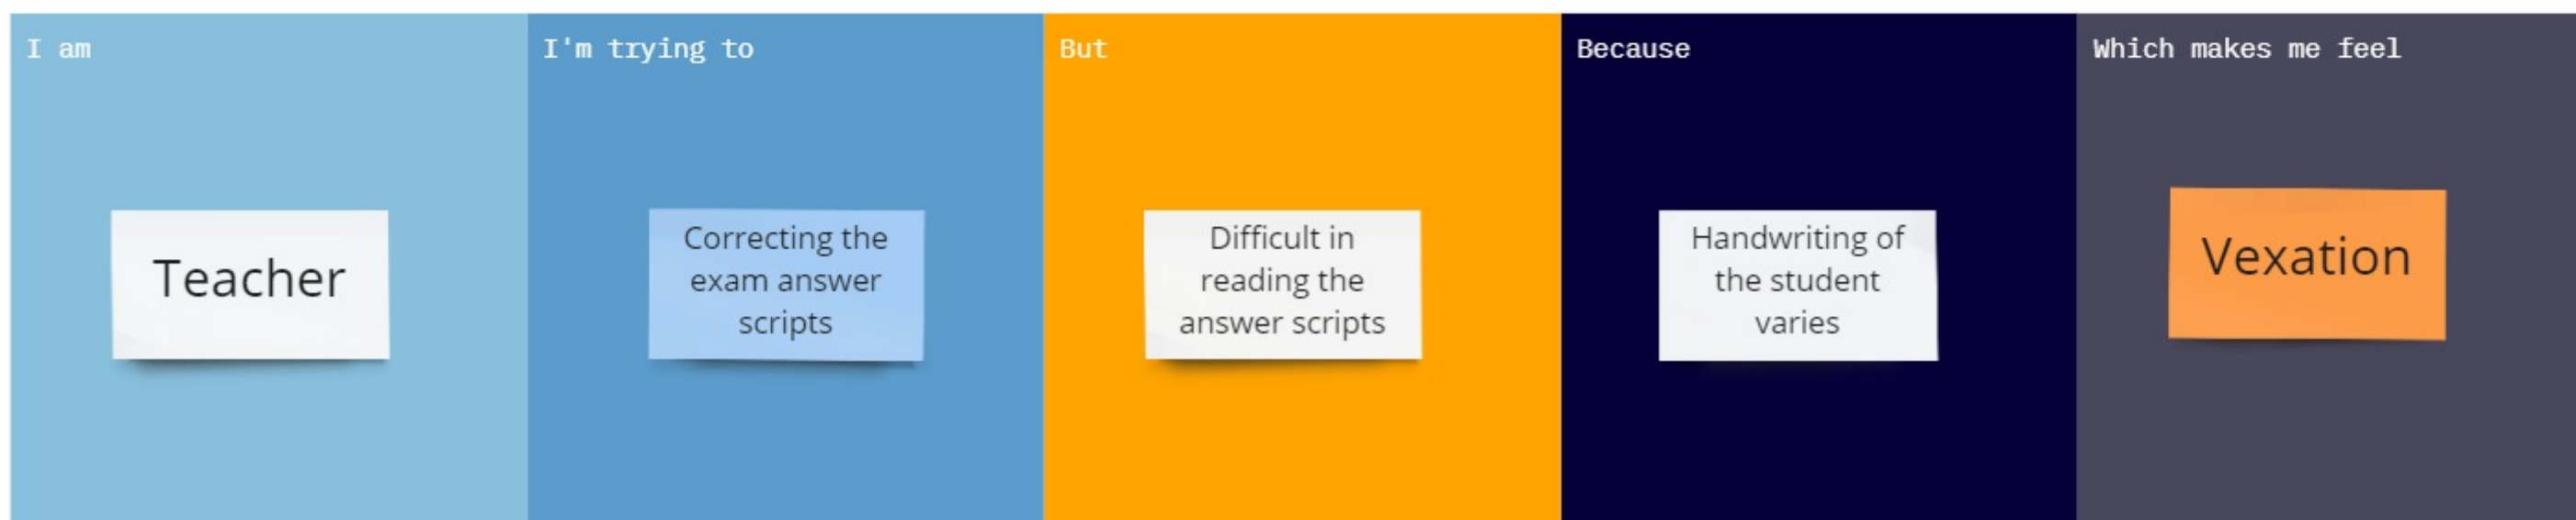 I am
Teacher
I'm trying to
Correcting the
exam answer
scripts
But
Difficult in
reading the
answer scripts
Because
Handwriting of
the student
varies
Which makes me feel
Vexation